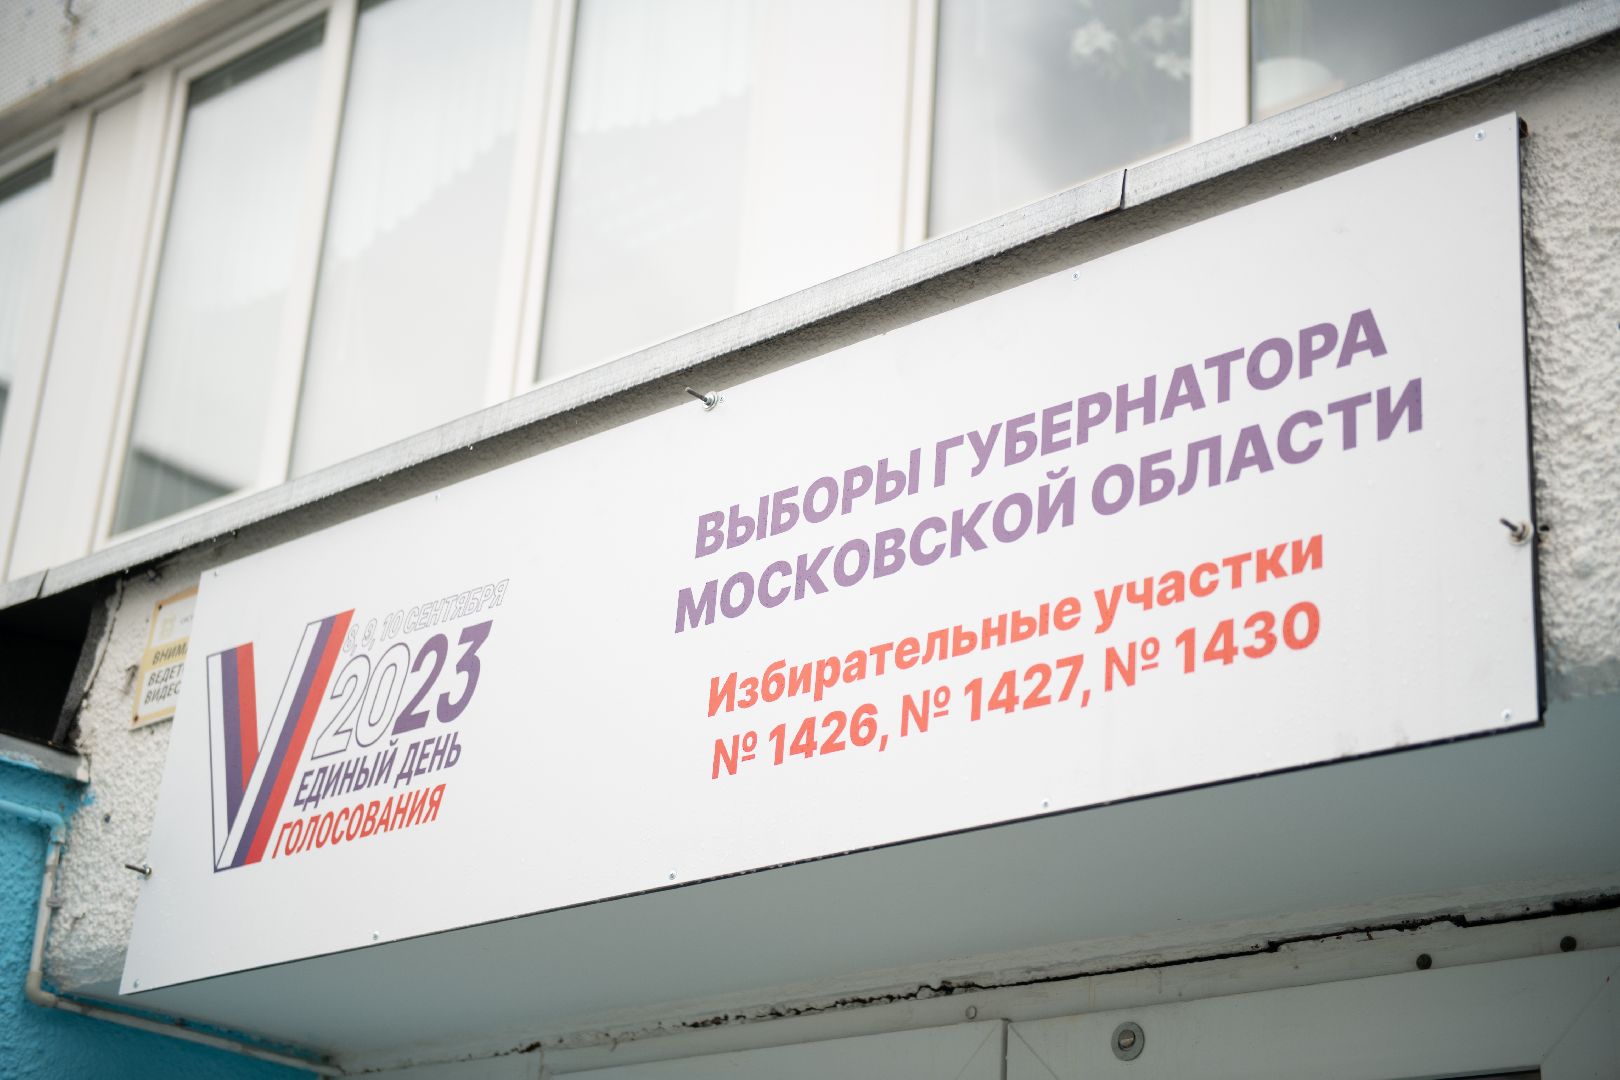 8, 9, 10 СЕНТЯБРЯ
2023
ЕДИНЫЙ ДЕНЬ
ГОЛОСОВАНИЯ
ВЫБОРЫ ГУБЕРНАТОРА
МОСКОВСКОЙ ОБЛАСТИ
Избирательные участки
№ 1426, № 1427, № 1430